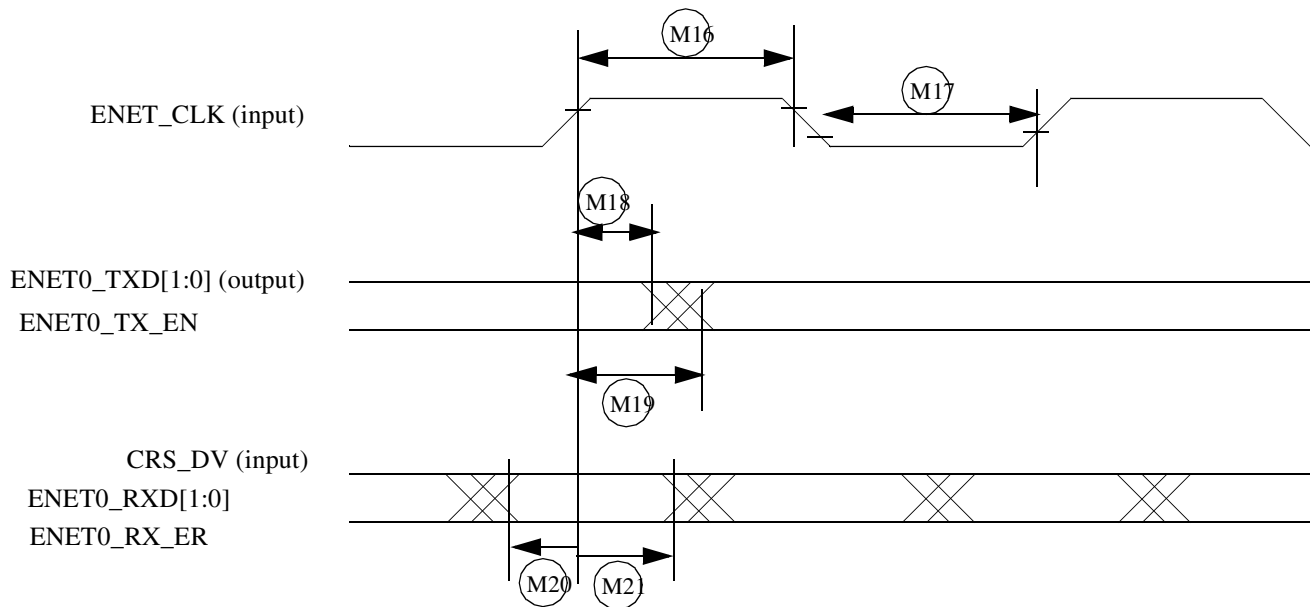 M16
M17
ENET_CLK (input)
M18
ENET0_TXD[1:0] (output)
ENET0_TX_EN
M19
CRS_DV (input)
ENET0_RXD[1:0]
ENET0_RX_ER
M20
M21